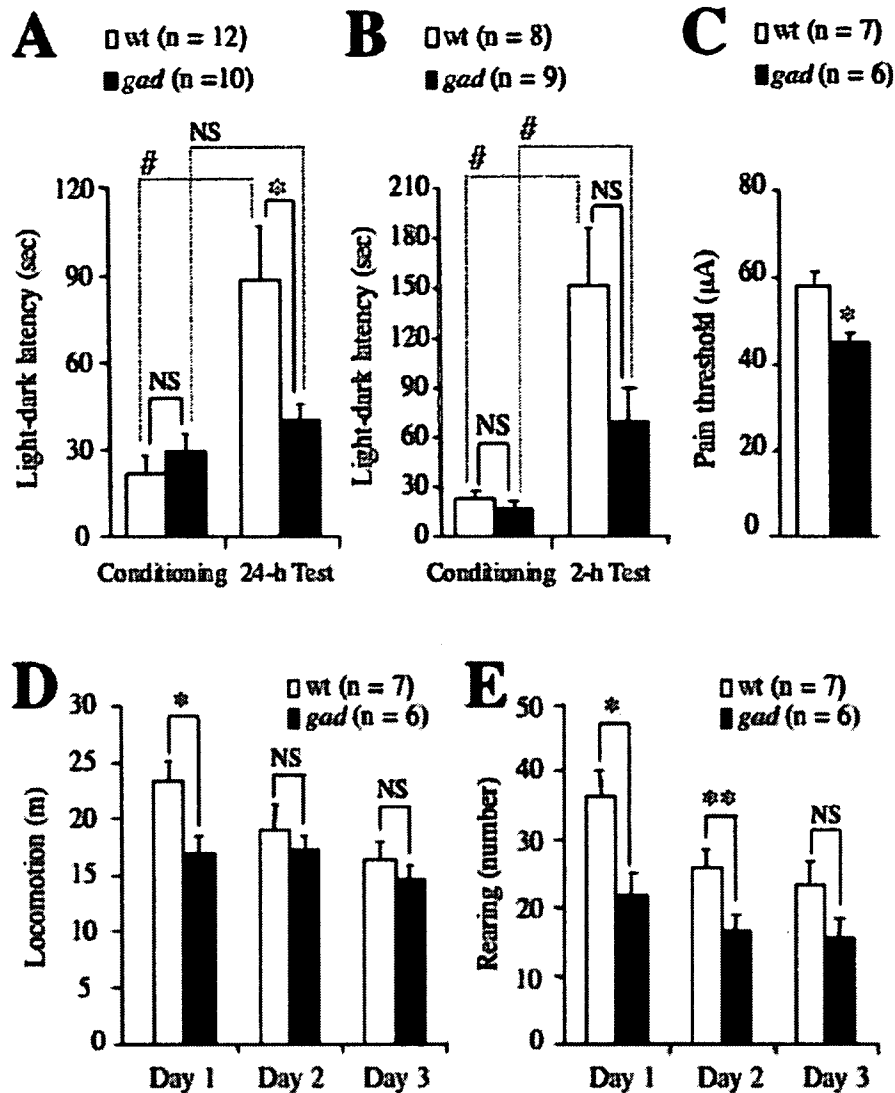 A
wt (n = 12)
gad (n =10)
NS
#
*
NS
Light-dark latency (sec)
120
90
60
30
0
Conditioning 24-h Test
B
wt (n = 8)
gad (n = 9)
#
#
NS
NS
Light-dark latency (sec)
210
180
150
120
90
60
30
0
Conditioning 2-h Test
C
wt (n = 7)
gad (n = 6)
*
Pain threshold (μA)
80
60
40
20
0
D
wt (n = 7)
gad (n = 6)
*
NS
NS
Locomotion (m)
30
25
20
15
10
5
0
Day 1 Day 2 Day 3
E
wt (n = 7)
gad (n = 6)
*
**
NS
Rearing (number)
50
40
30
20
10
0
Day 1 Day 2 Day 3